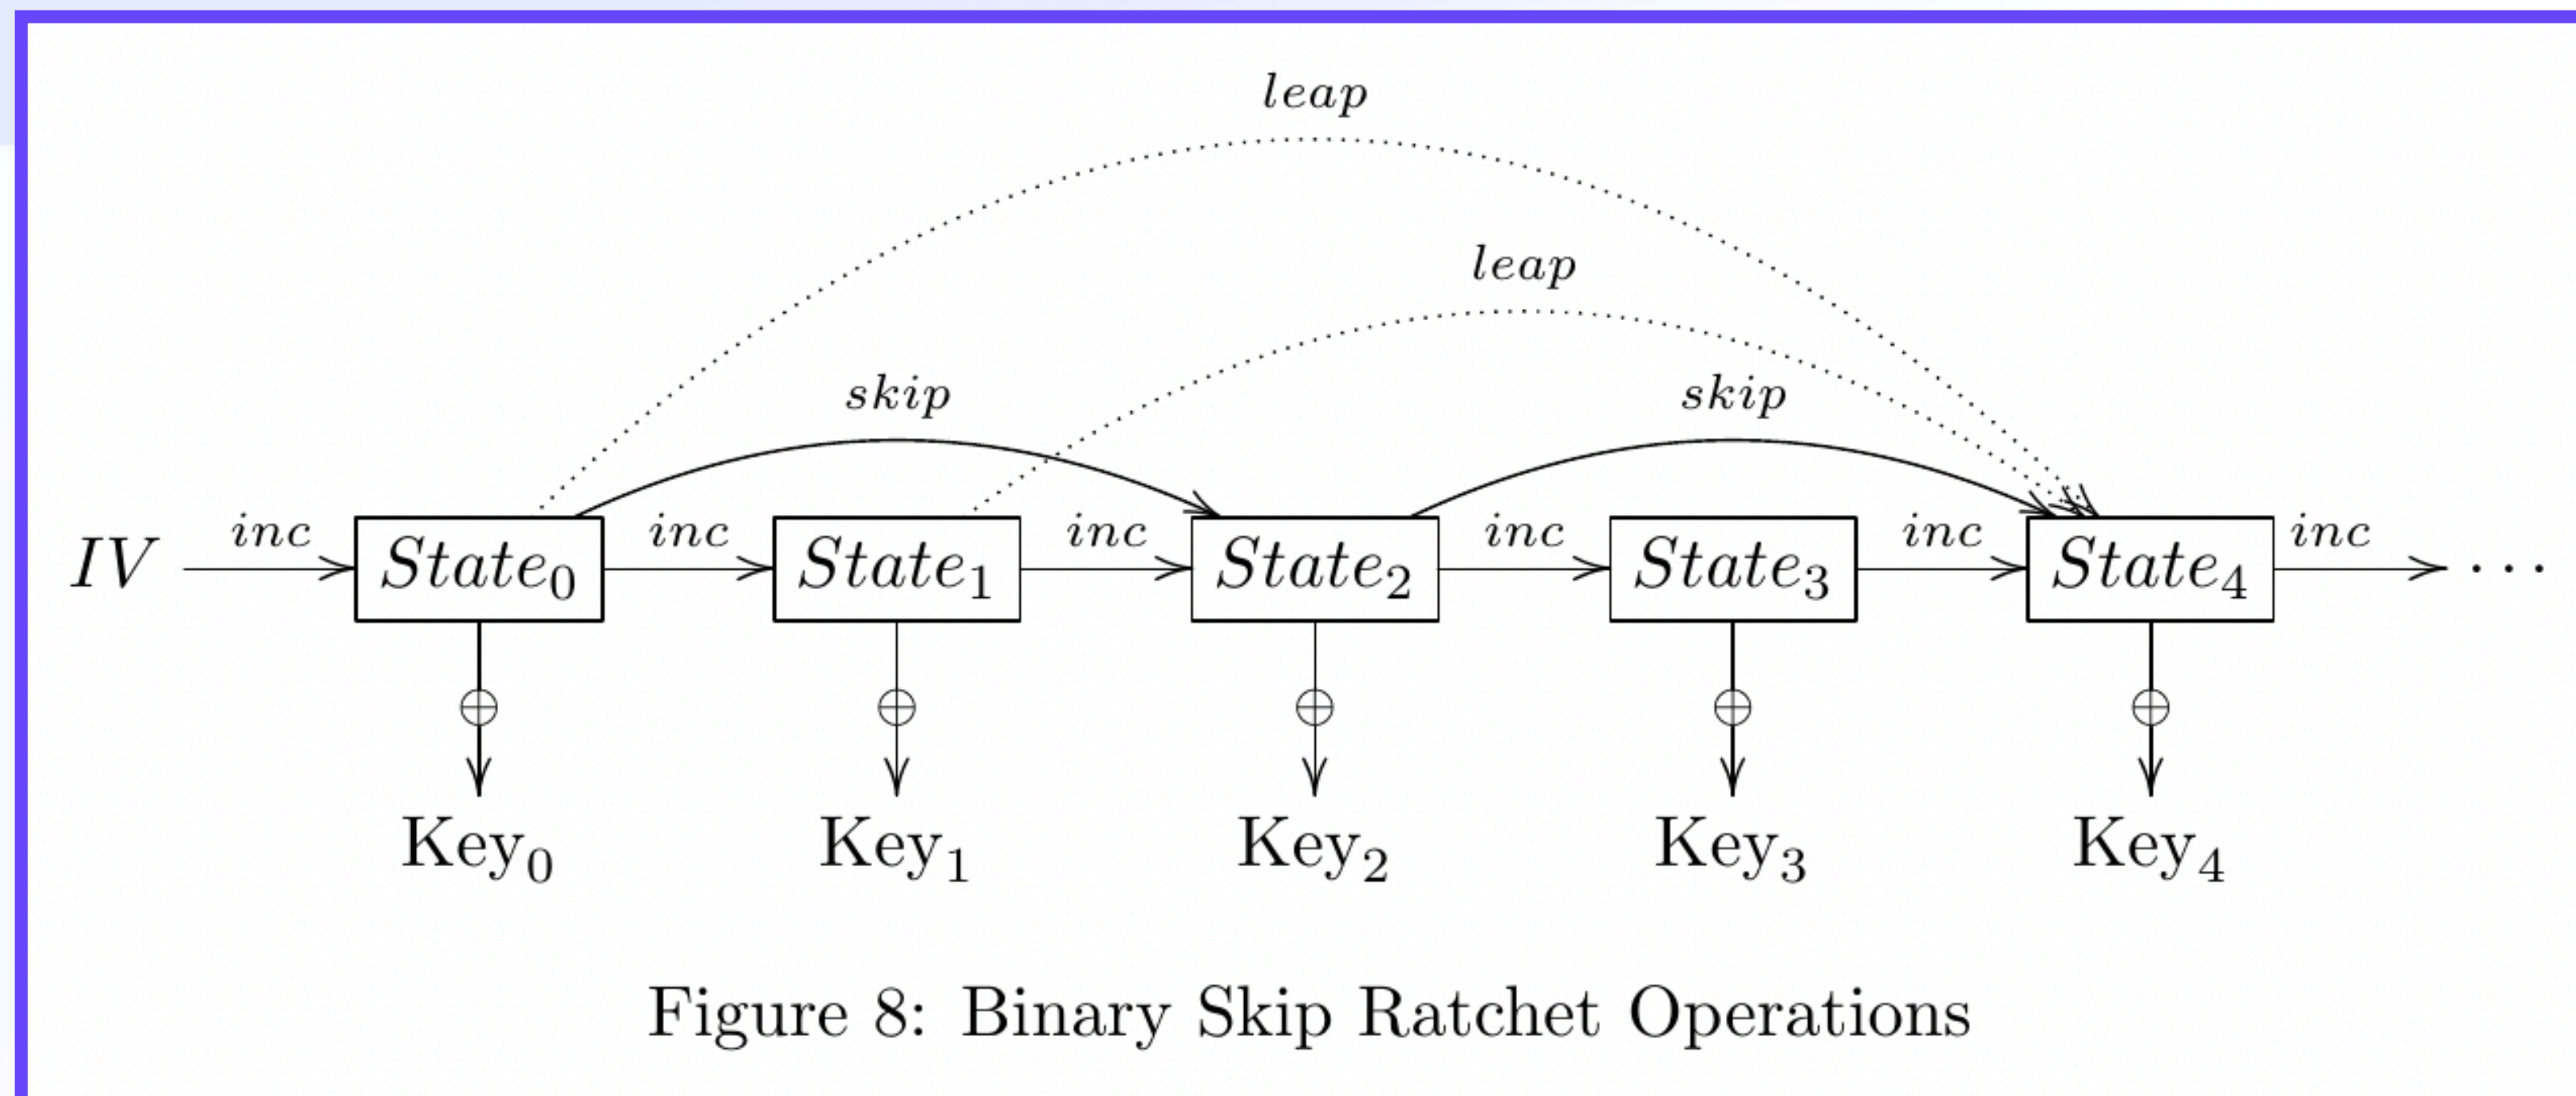 leap
leap
skip skip
IV inc State₀ inc State₁ inc State₂ inc State₃ inc State₄ inc ···
Key₀ Key₁ Key₂ Key₃ Key₄
Figure 8: Binary Skip Ratchet Operations